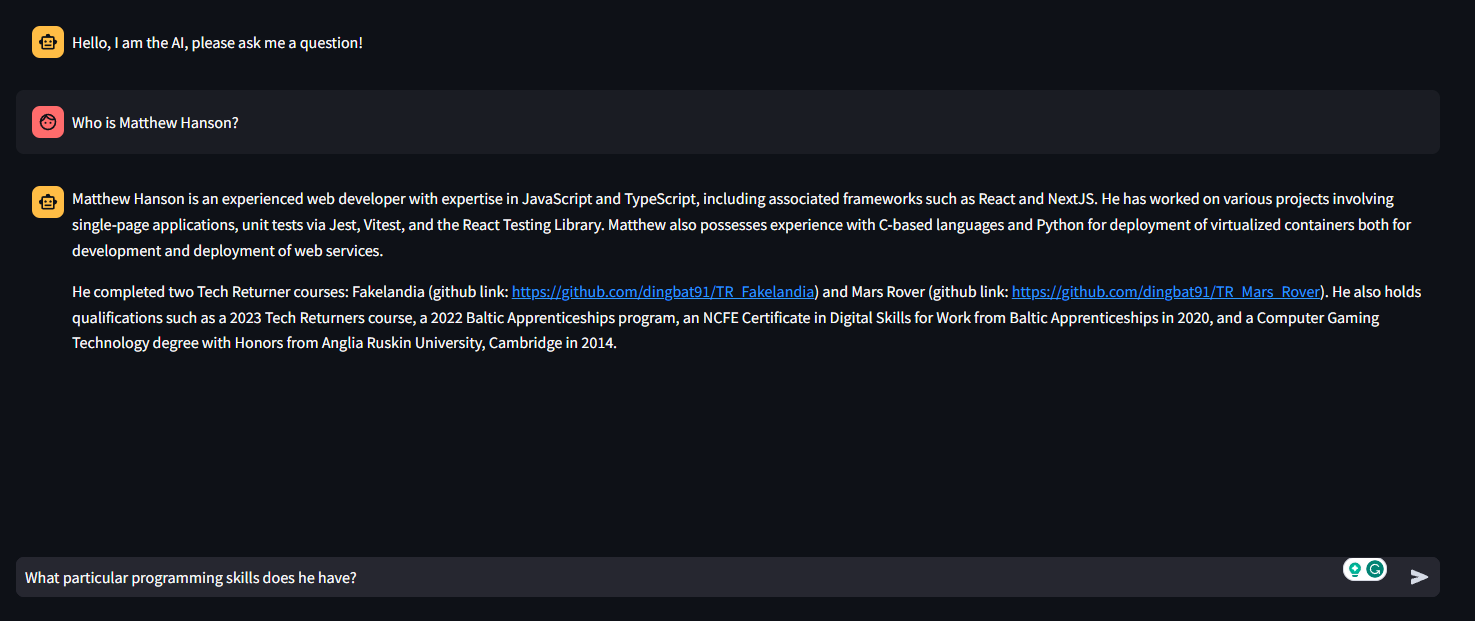 Hello, I am the AI, please ask me a question!
Who is Matthew Hanson?
Matthew Hanson is an experienced web developer with expertise in JavaScript and TypeScript, including associated frameworks such as React and NextJS. He has worked on various projects involving
single-page applications, unit tests via Jest, Vitest, and the React Testing Library. Matthew also possesses experience with C-based languages and Python for deployment of virtualized containers both for
development and deployment of web services.
He completed two Tech Returner courses: Fakelandia (github link: https://github.com/dingbat91/TR_Fakelandia) and Mars Rover (github link: https://github.com/dingbat91/TR_Mars_Rover). He also holds
qualifications such as a 2023 Tech Returners course, a 2022 Baltic Apprenticeships program, an NCFE Certificate in Digital Skills for Work from Baltic Apprenticeships in 2020, and a Computer Gaming
Technology degree with Honors from Anglia Ruskin University, Cambridge in 2014.
What particular programming skills does he have?